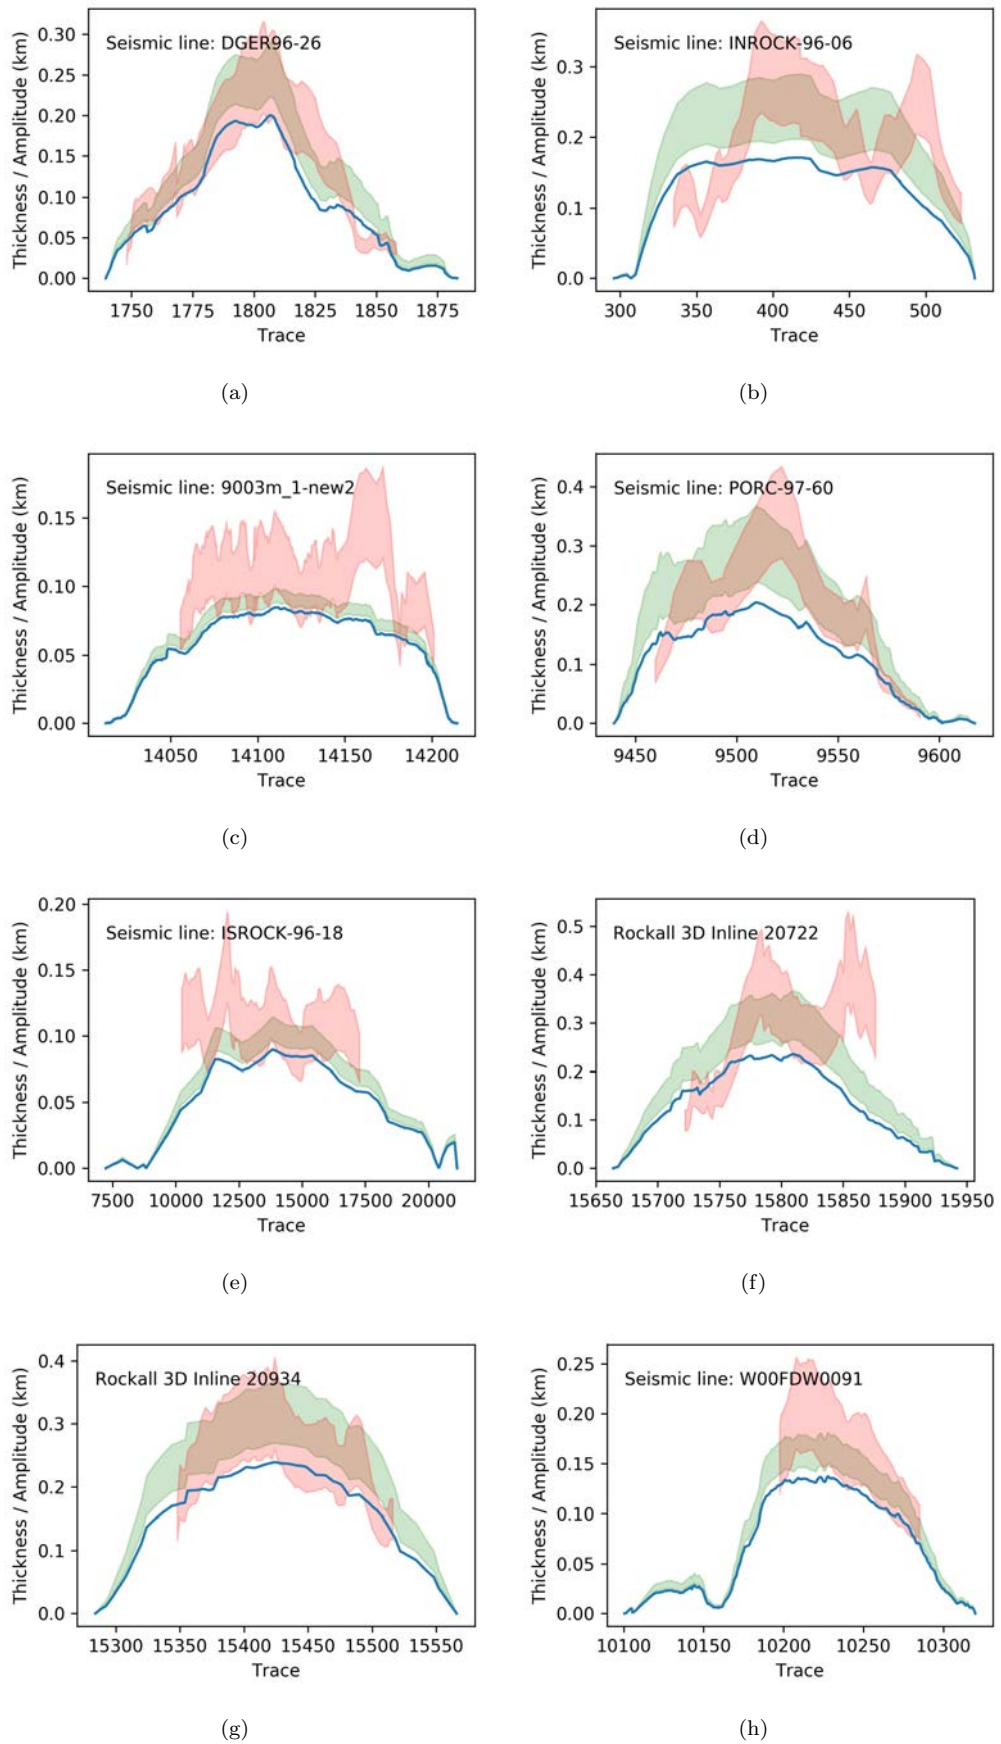 Seismic line: DGER96-26
Thickness / Amplitude (km)
0.30
0.25
0.20
0.15
0.10
0.05
0.00
1750 1775 1800 1825 1850 1875
Trace
(a)
Seismic line: INROCK-96-06
Thickness / Amplitude (km)
0.3
0.2
0.1
0.0
300 350 400 450 500
Trace
(b)
Seismic line: 9003m_1-new2
Thickness / Amplitude (km)
0.15
0.10
0.05
0.00
14050 14100 14150 14200
Trace
(c)
Seismic line: PORC-97-60
Thickness / Amplitude (km)
0.4
0.3
0.2
0.1
0.0
9450 9500 9550 9600
Trace
(d)
Seismic line: ISROCK-96-18
Thickness / Amplitude (km)
0.20
0.15
0.10
0.05
0.00
7500 10000 12500 15000 17500 20000
Trace
(e)
Rockall 3D Inline 20722
Thickness / Amplitude (km)
0.5
0.4
0.3
0.2
0.1
0.0
15650 15700 15750 15800 15850 15900 15950
Trace
(f)
Rockall 3D Inline 20934
Thickness / Amplitude (km)
0.4
0.3
0.2
0.1
0.0
15300 15350 15400 15450 15500 15550
Trace
(g)
Seismic line: W00FDW0091
Thickness / Amplitude (km)
0.25
0.20
0.15
0.10
0.05
0.00
10100 10150 10200 10250 10300
Trace
(h)